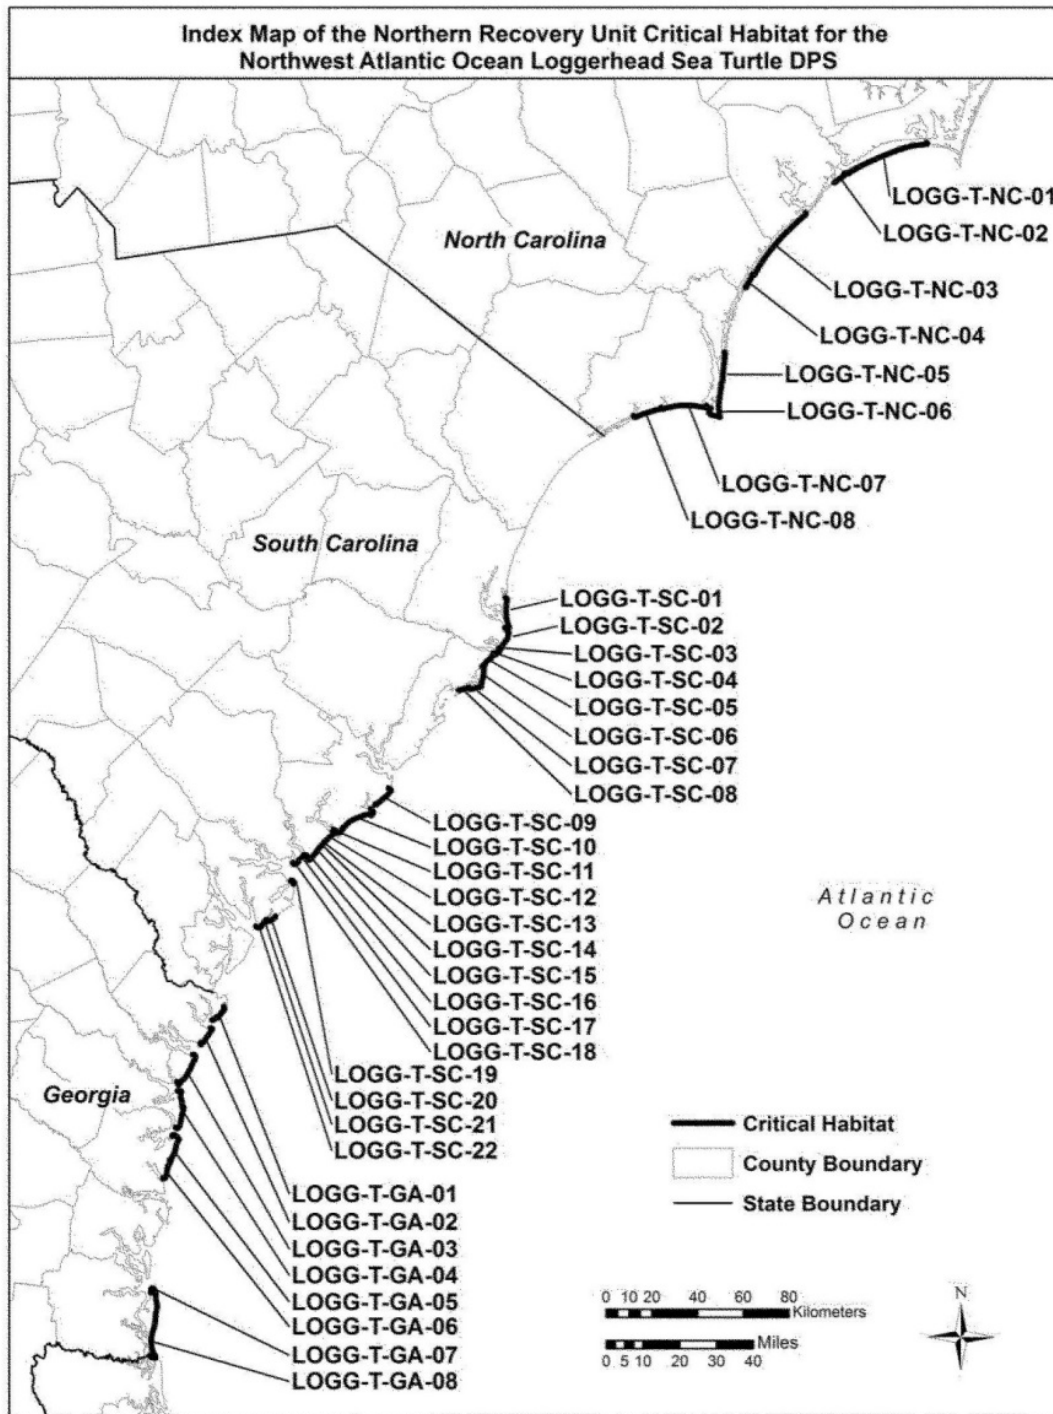 Index Map of the Northern Recovery Unit Critical Habitat for the
Northwest Atlantic Ocean Loggerhead Sea Turtle DPS
LOGG-T-NC-01
LOGG-T-NC-02
North Carolina
LOGG-T-NC-03
LOGG-T-NC-04
LOGG-T-NC-05
LOGG-T-NC-06
LOGG-T-NC-07
LOGG-T-NC-08
South Carolina
LOGG-T-SC-01
LOGG-T-SC-02
LOGG-T-SC-03
LOGG-T-SC-04
LOGG-T-SC-05
LOGG-T-SC-06
LOGG-T-SC-07
LOGG-T-SC-08
LOGG-T-SC-09
LOGG-T-SC-10
LOGG-T-SC-11
LOGG-T-SC-12
LOGG-T-SC-13
LOGG-T-SC-14
LOGG-T-SC-15
LOGG-T-SC-16
LOGG-T-SC-17
LOGG-T-SC-18
Atlantic
Ocean
LOGG-T-SC-19
LOGG-T-SC-20
LOGG-T-SC-21
LOGG-T-SC-22
Georgia
LOGG-T-GA-01
LOGG-T-GA-02
LOGG-T-GA-03
LOGG-T-GA-04
LOGG-T-GA-05
LOGG-T-GA-06
LOGG-T-GA-07
LOGG-T-GA-08
Critical Habitat
County Boundary
State Boundary
0 10 20 40 60 80
Kilometers
Miles
0 5 10 20 30 40
N